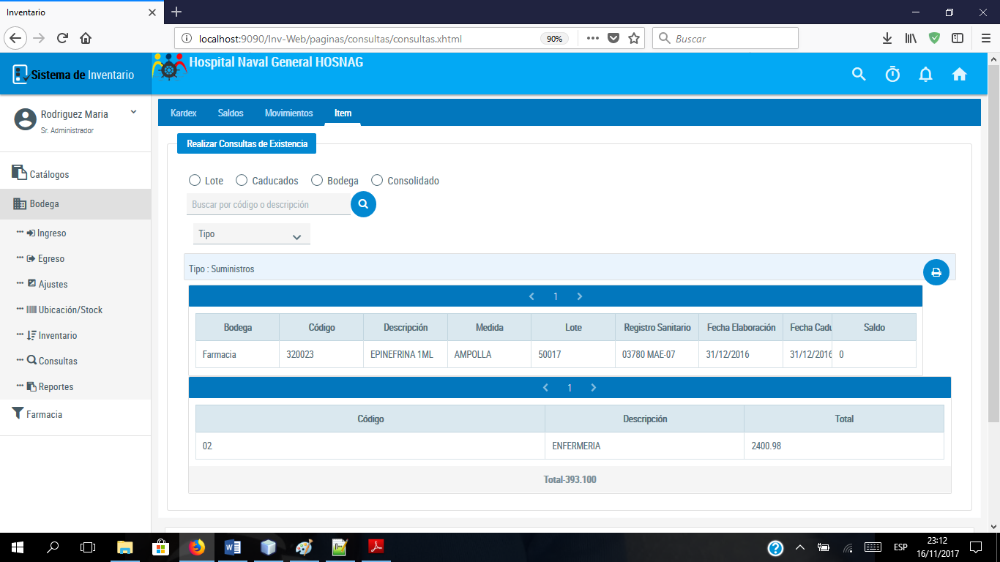 Inventario
localhost:9090/Inv-Web/paginas/consultas/consultas.xhtml
90%
Buscar
Sistema de Inventario
Hospital Naval General HOSNAG
Rodriguez Maria
Sr. Administrador
Catálogos
Bodega
Ingreso
Egreso
Ajustes
Ubicación/Stock
Inventario
Consultas
Reportes
Farmacia
Kardex Saldos Movimientos Item
Realizar Consultas de Existencia
Lote Caducados Bodega Consolidado
Buscar por código o descripción
Tipo
Tipo : Suministros
1
Bodega Código Descripción Medida Lote Registro Sanitario Fecha Elaboración Fecha Cadu Saldo
Farmacia 320023 EPINEFRINA 1ML AMPOLLA 50017 03780 MAE-07 31/12/2016 31/12/2016 0
1
Código Descripción Total
02 ENFERMERIA 2400.98
Total-393.100
ESP
23:12
16/11/2017